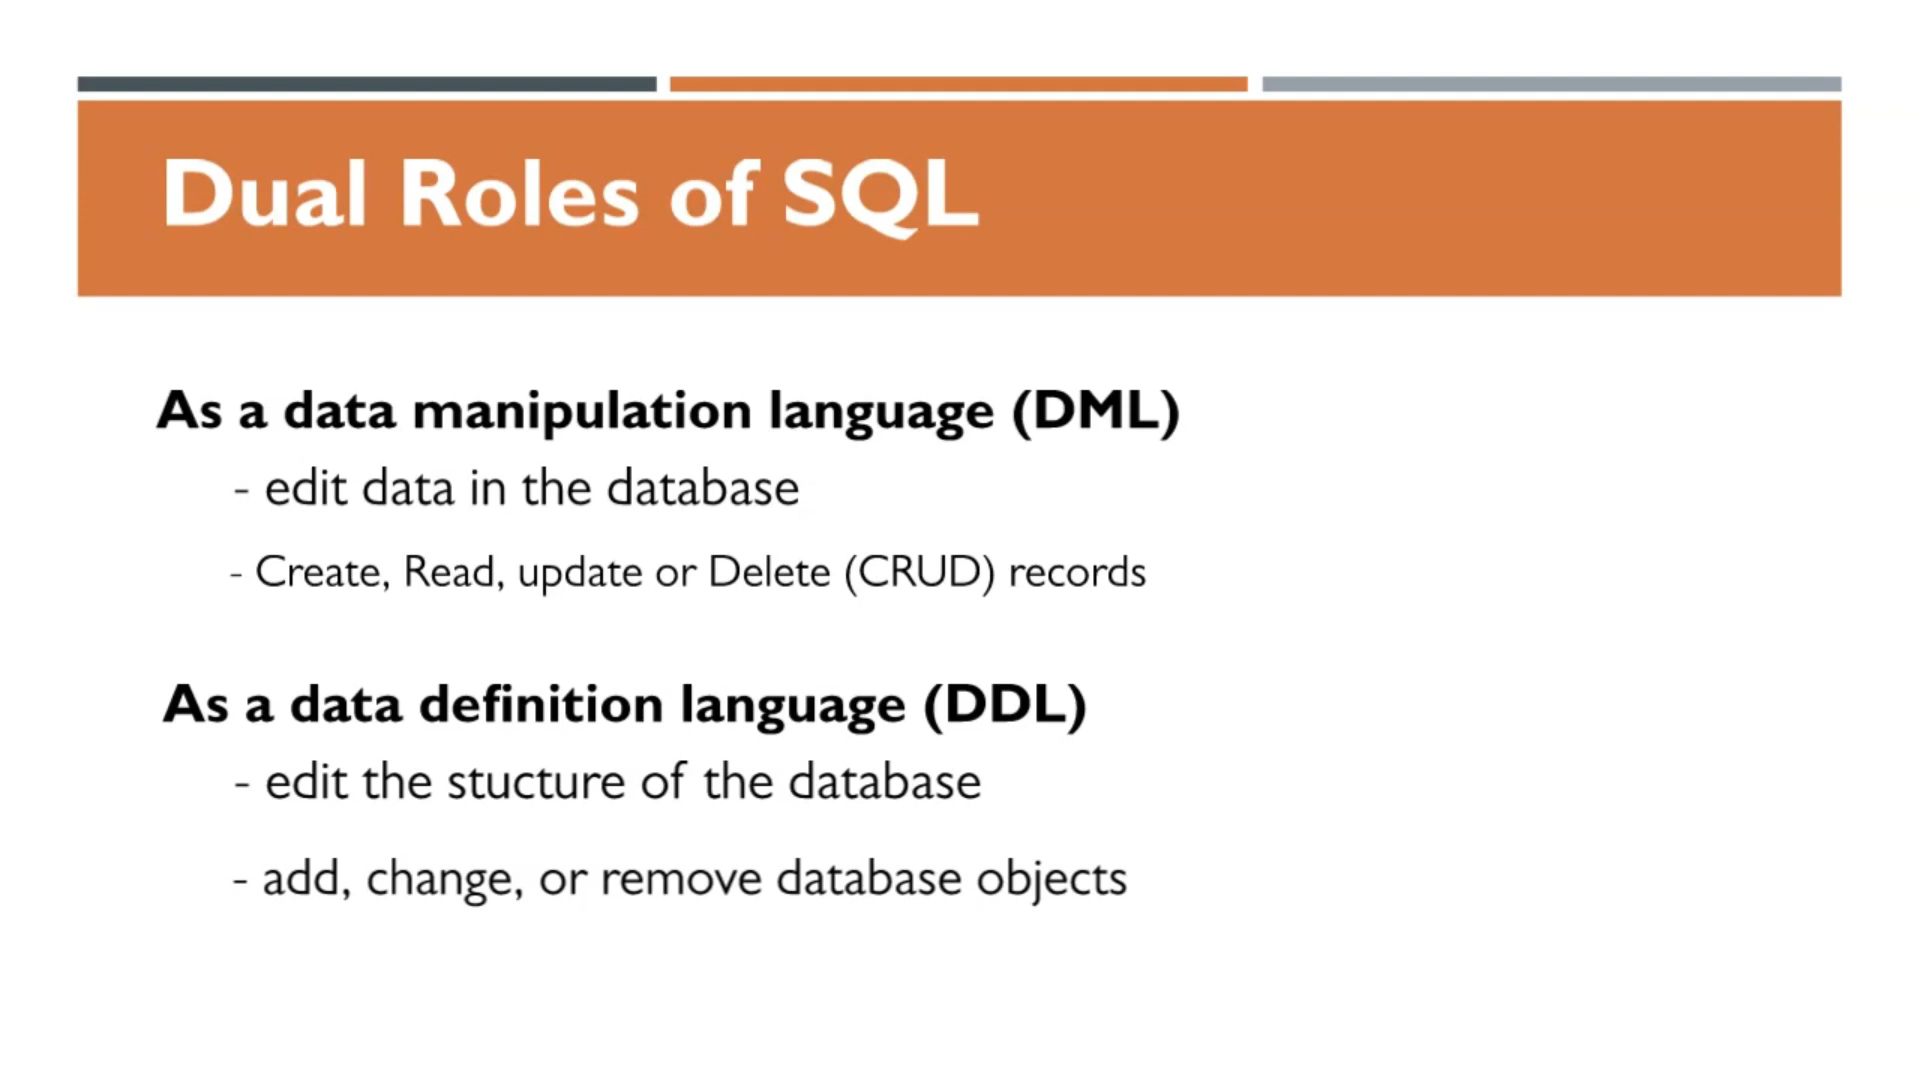 Dual Roles of SQL
As a data manipulation language (DML)
- edit data in the database
- Create, Read, update or Delete (CRUD) records
As a data definition language (DDL)
- edit the stucture of the database
- add, change, or remove database objects